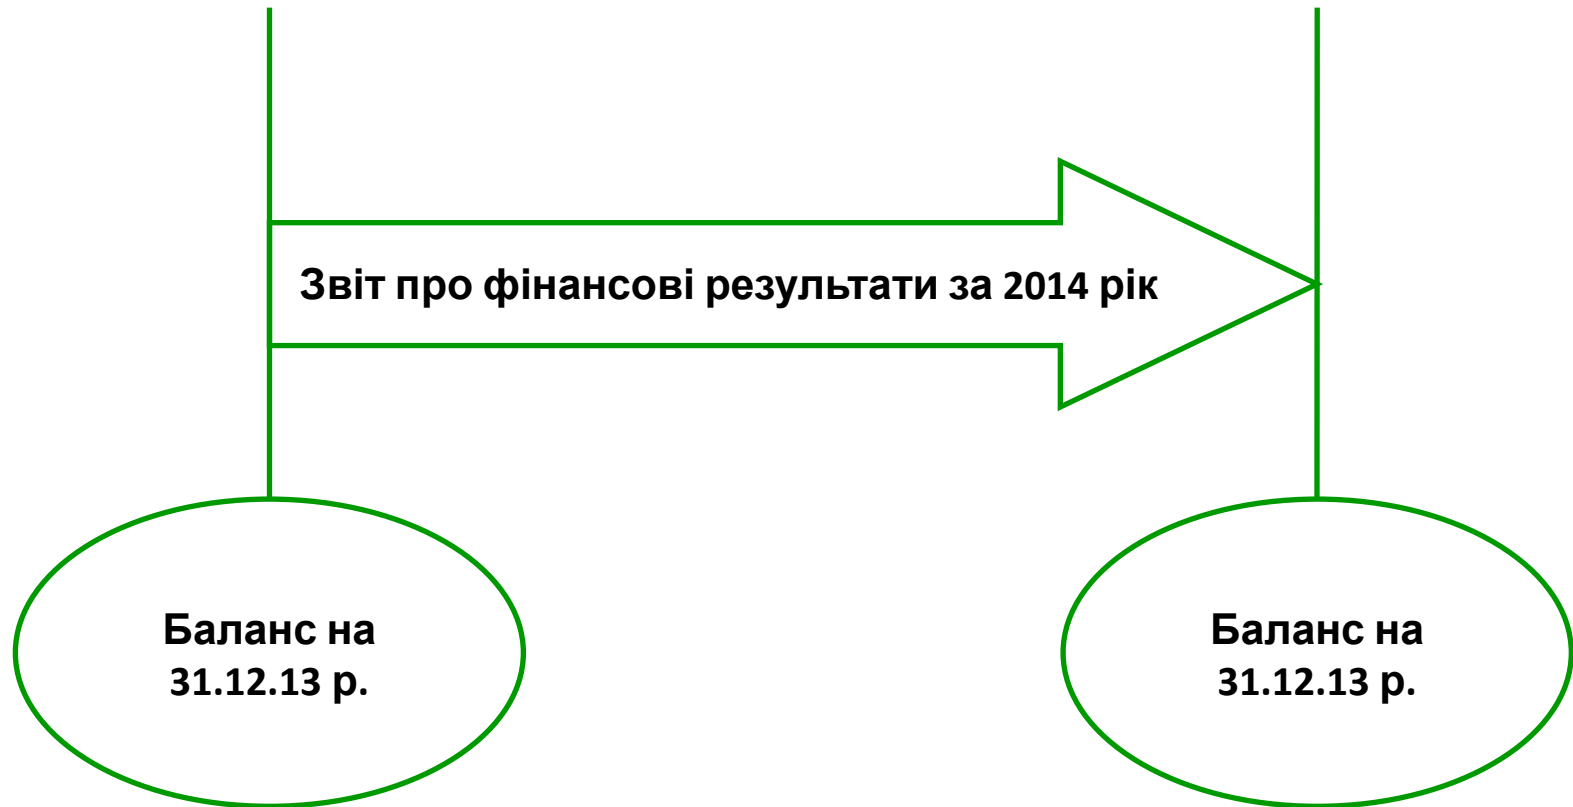 Звіт про фінансові результати за 2014 рік
Баланс на
31.12.13 р.
Баланс на
31.12.13 р.